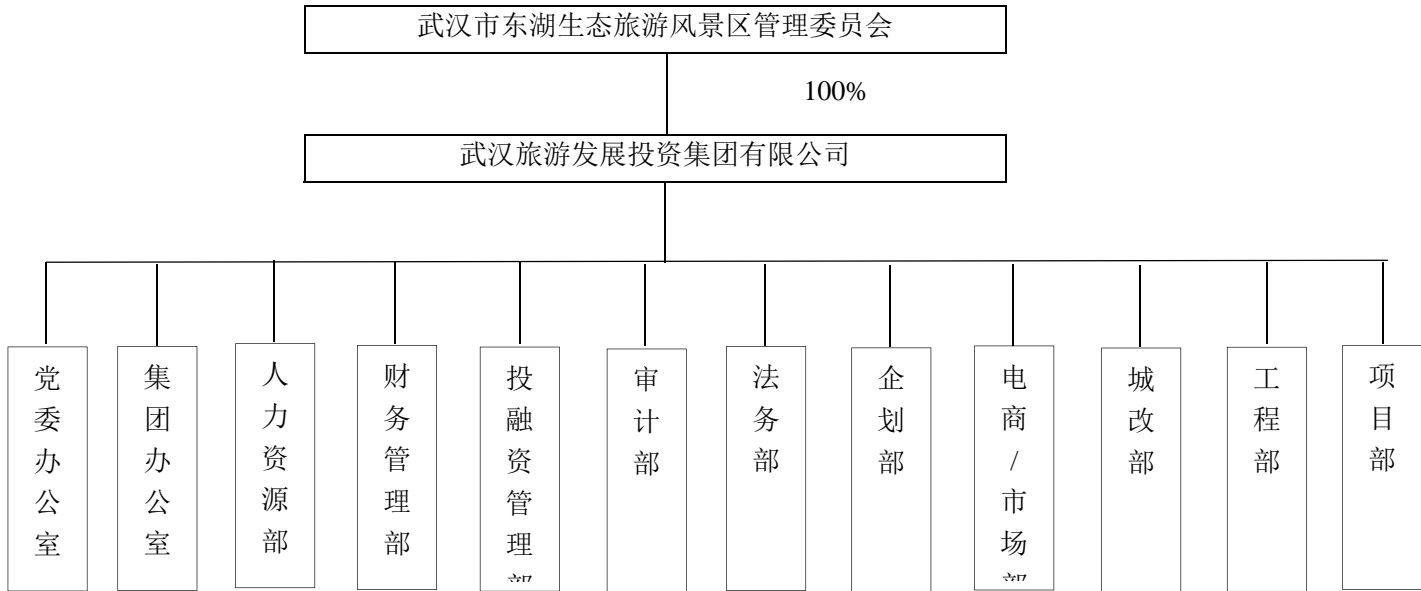 武汉市东湖生态旅游风景区管理委员会
100%
武汉旅游发展投资集团有限公司
党委办公室
集团办公室
人力资源部
财务管理部
投融资管理部
审计部
法务部
企划部
电商/市场部
城改部
工程部
项目部